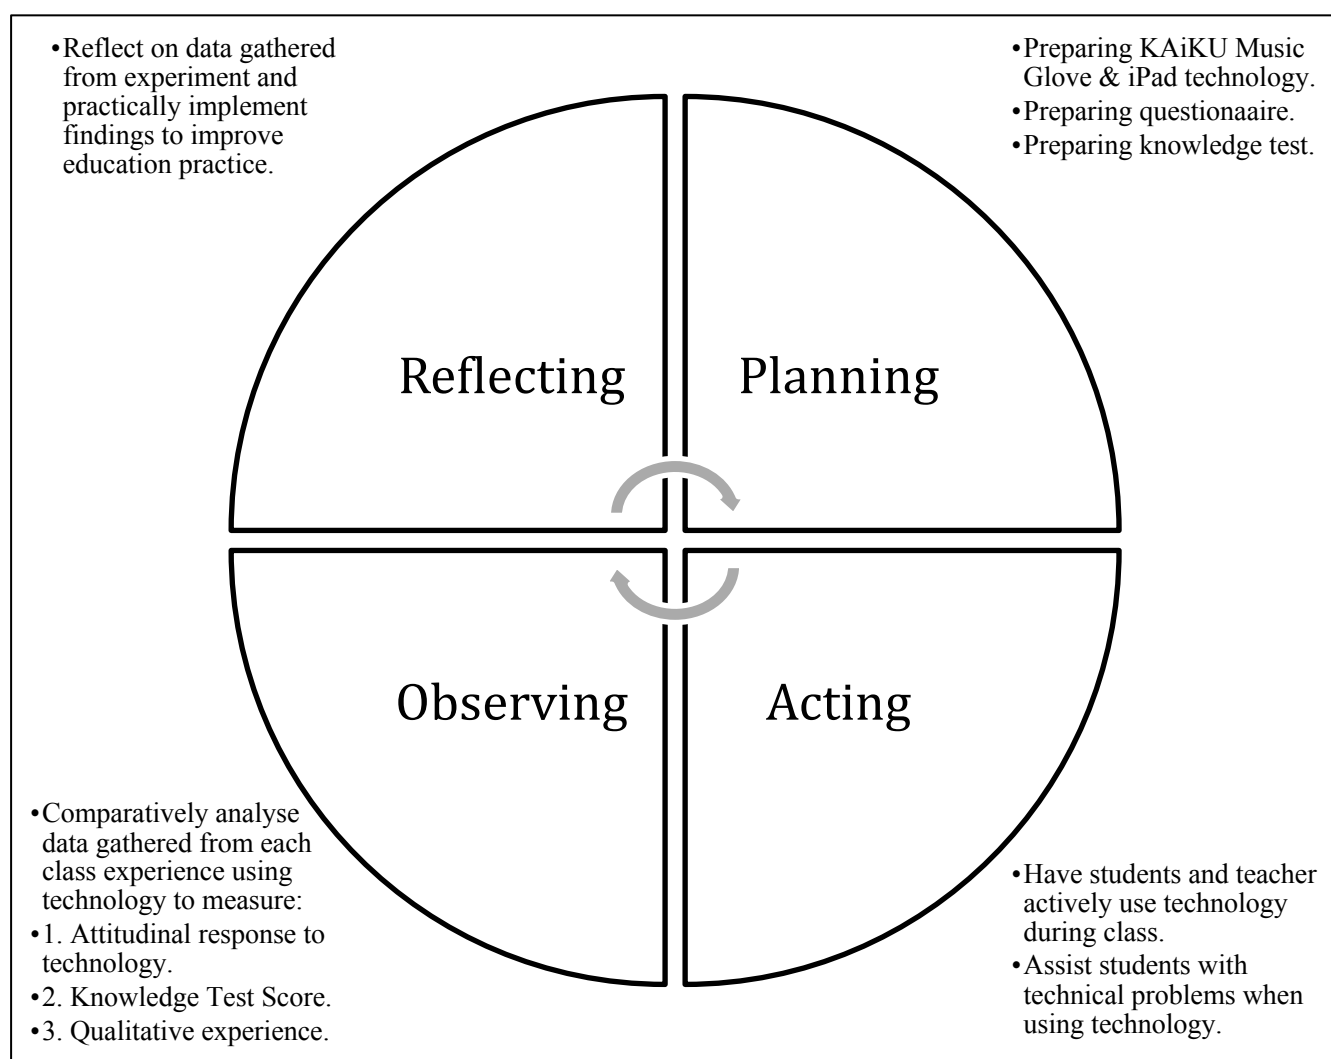 •Reflect on data gathered
from experiment and
practically implement
findings to improve
education practice.
•Preparing KAiKU Music
Glove & iPad technology.
•Preparing questionaaire.
•Preparing knowledge test.
Reflecting
Planning
Observing
Acting
•Comparatively analyse
data gathered from each
class experience using
technology to measure:
•1. Attitudinal response to
technology.
•2. Knowledge Test Score.
•3. Qualitative experience.
•Have students and teacher
actively use technology
during class.
•Assist students with
technical problems when
using technology.